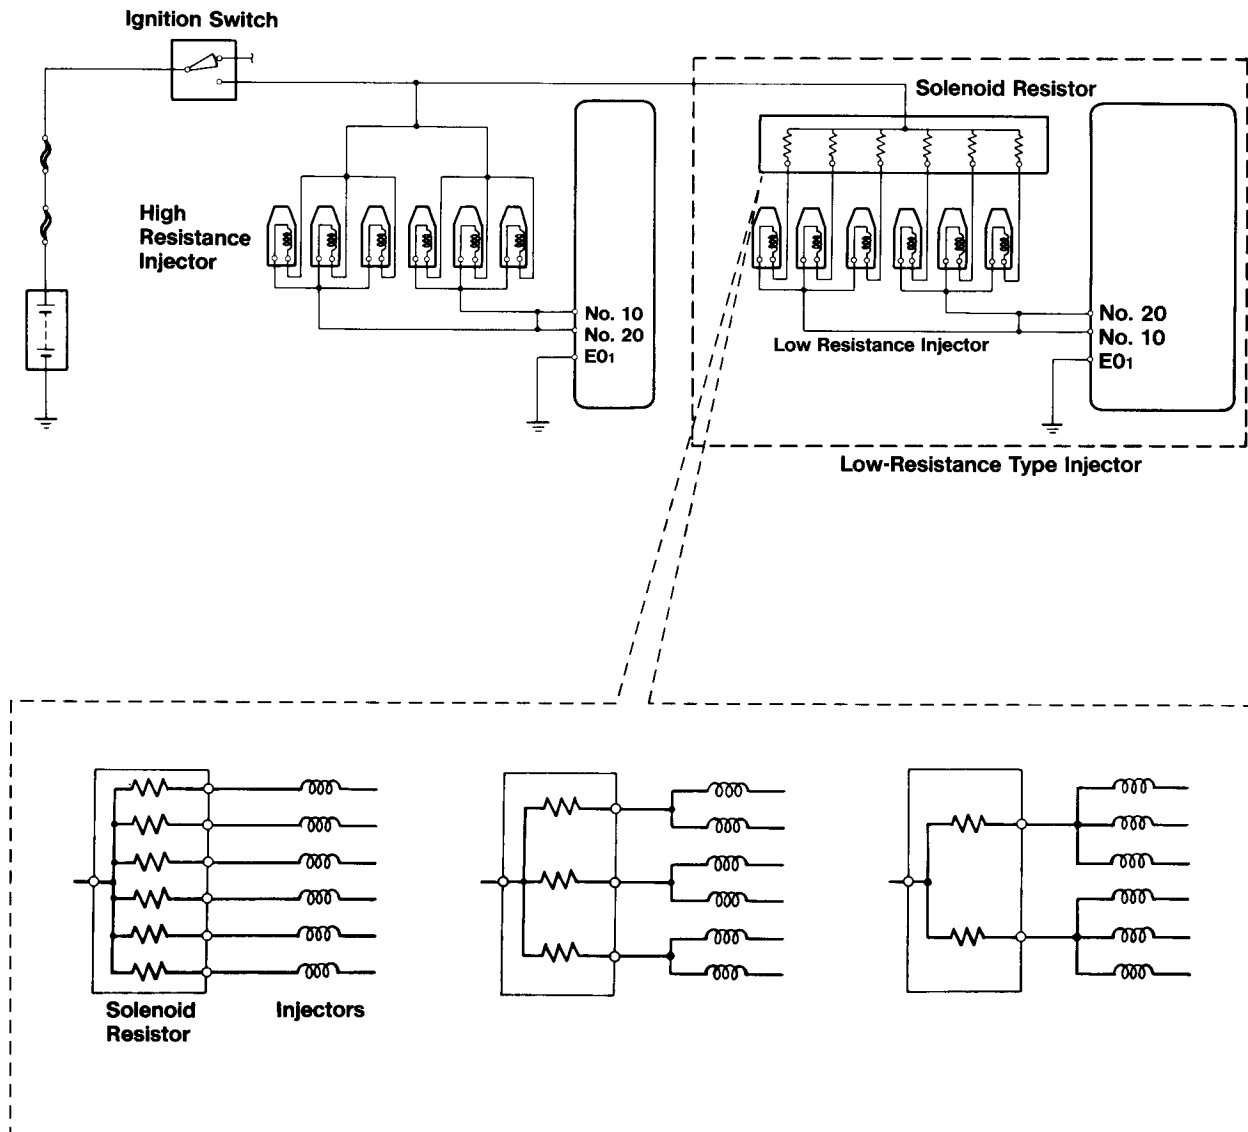 Ignition Switch
Solenoid Resistor
High
Resistance
Injector
No. 10
No. 20
E01
No. 20
No. 10
E01
Low Resistance Injector
Low-Resistance Type Injector
Solenoid
Resistor
Injectors